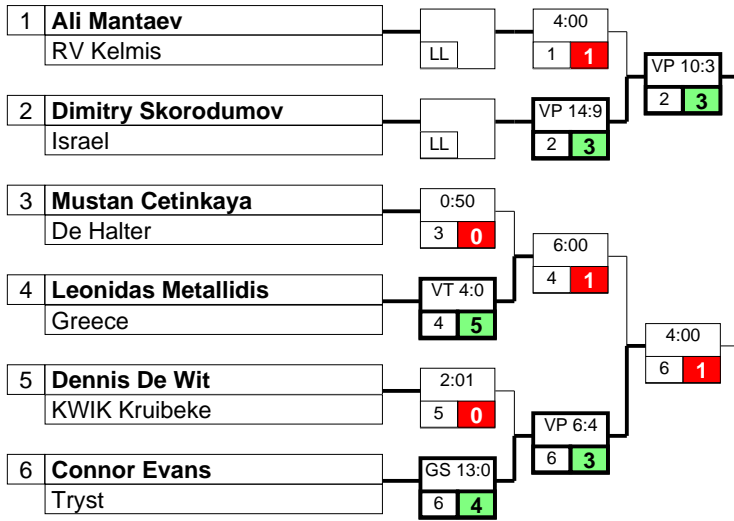 1 Ali Mantaev
RV Kelmis
LL
4:00
1 1
VP 10:3
2 3
2 Dimitry Skorodumov
Israel
LL
VP 14:9
2 3
3 Mustan Cetinkaya
De Halter
0:50
3 0
6:00
4 1
4 Leonidas Metallidis
Greece
VT 4:0
4 5
4:00
6 1
5 Dennis De Wit
KWIK Kruibeke
2:01
5 0
VP 6:4
6 3
6 Connor Evans
Tryst
GS 13:0
6 4